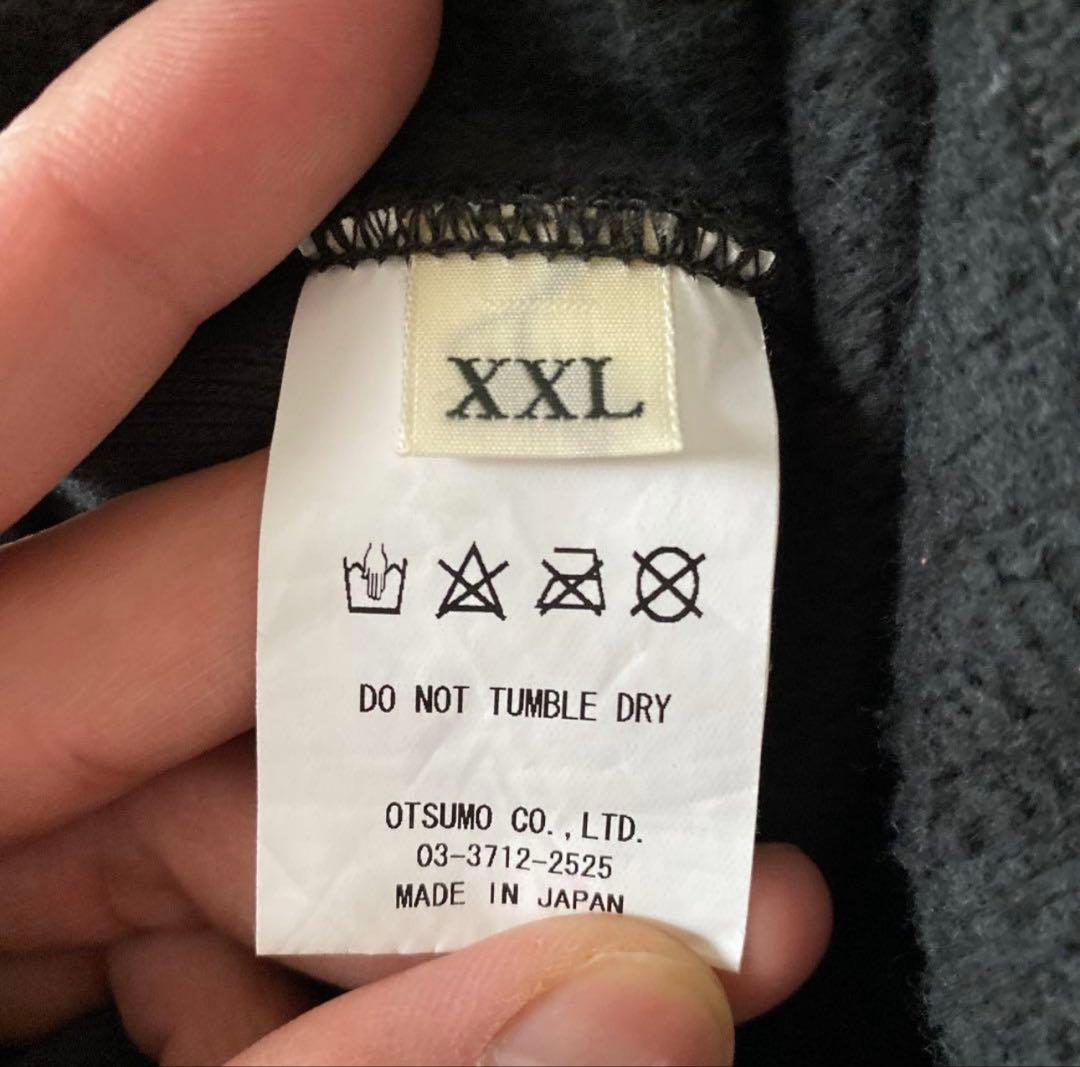 XXL
DO NOT TUMBLE DRY
OTSUMO CO.,LTD.
03-3712-2525
MADE IN JAPAN